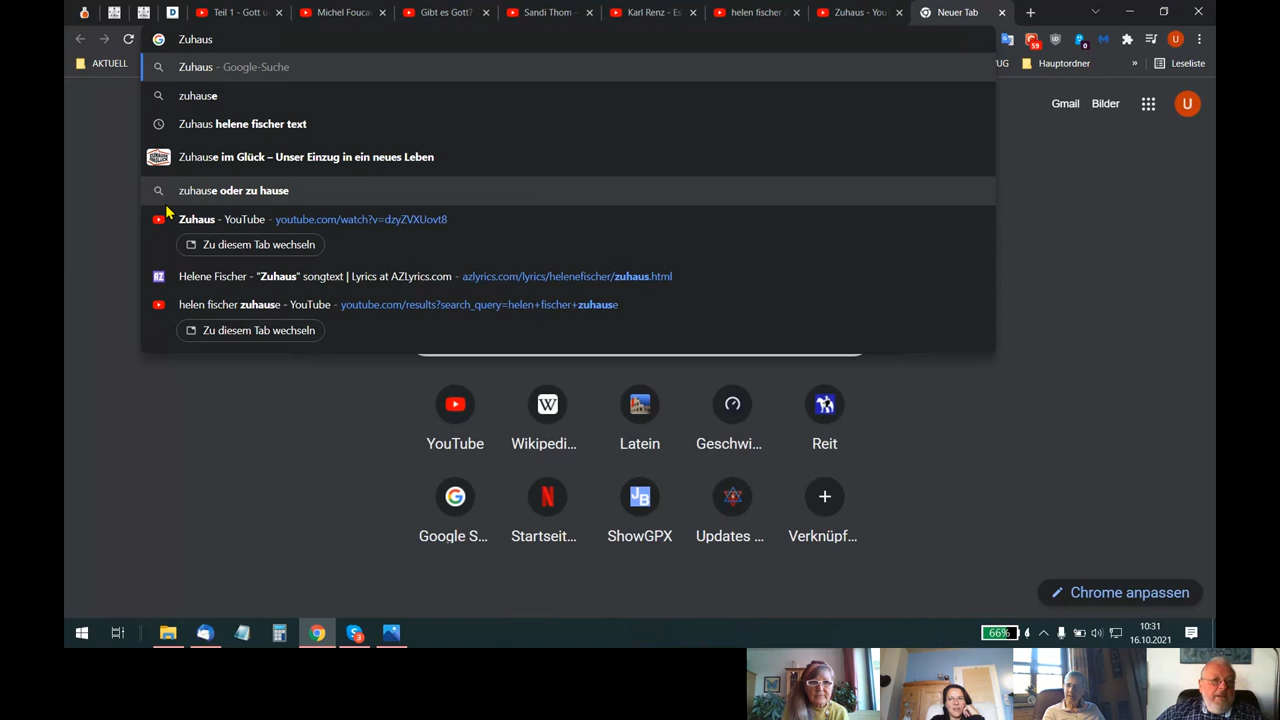 Teil 1 - Gott u
Michel Fouca
Gibt es Gott?
Sandi Thom -
Karl Renz - Es
helen fischer
Zuhaus - You
Neuer Tab
Zuhaus
59
0
U
AKTUELL
UG
Hauptordner
»
Leseliste
Zuhaus - Google-Suche
zuhause
Gmail
Bilder
U
Zuhaus helene fischer text
Zuhause im Glück – Unser Einzug in ein neues Leben
zuhause oder zu hause
Zuhaus - YouTube - youtube.com/watch?v=dzyZVXUovt8
Zu diesem Tab wechseln
Helene Fischer - "Zuhaus" songtext | Lyrics at AZLyrics.com - azlyrics.com/lyrics/helenefischer/zuhaus.html
helen fischer zuhause - YouTube - youtube.com/results?search_query=helen+fischer+zuhause
Zu diesem Tab wechseln
YouTube
Wikipedi...
Latein
Geschwi...
Reit
Google S...
Startseit...
ShowGPX
Updates ...
Verknüpf...
Chrome anpassen
66%
10:31
16.10.2021